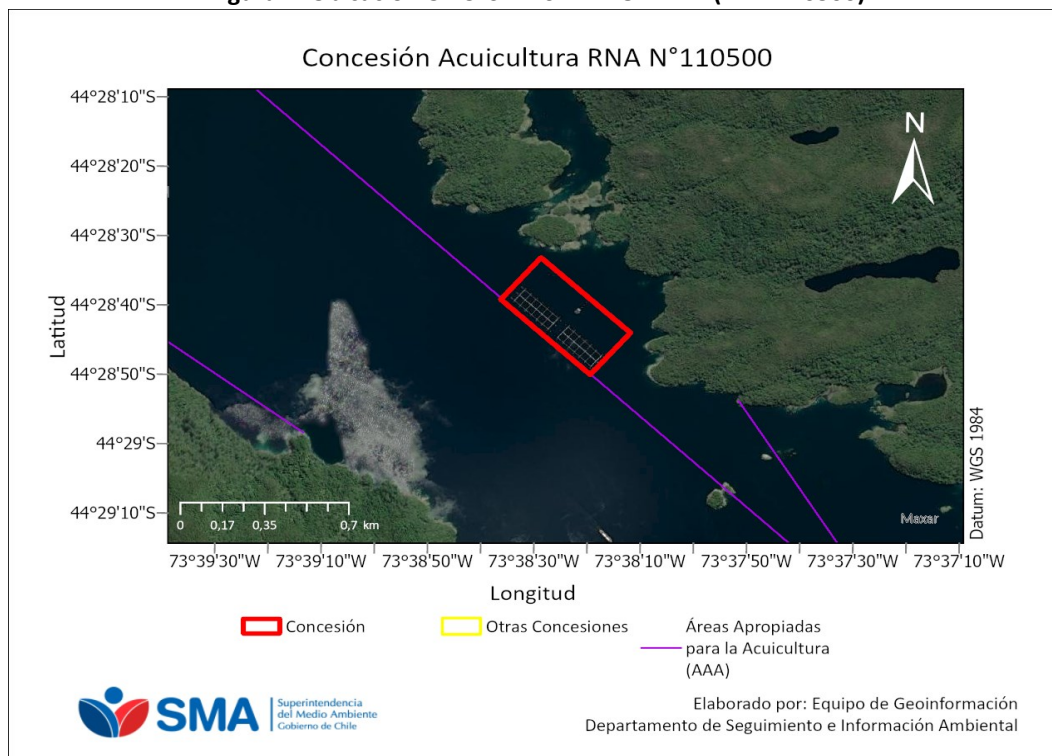 Concesión Acuicultura RNA N°110500
44°28'10"S
44°28'20"S
44°28'30"S
44°28'40"S
44°28'50"S
44°29'S
44°29'10"S
Latitud
N
Datum: WGS 1984
0 0,17 0,35 0,7 km
Maxar
73°39'30"W 73°39'10"W 73°38'50"W 73°38'30"W 73°38'10"W 73°37'50"W 73°37'30"W 73°37'10"W
Longitud
Concesión
Otras Concesiones
Áreas Apropiadas
para la Acuicultura
(AAA)
SMA
Superintendencia
del Medio Ambiente
Gobierno de Chile
Elaborado por: Equipo de Geoinformación
Departamento de Seguimiento e Información Ambiental